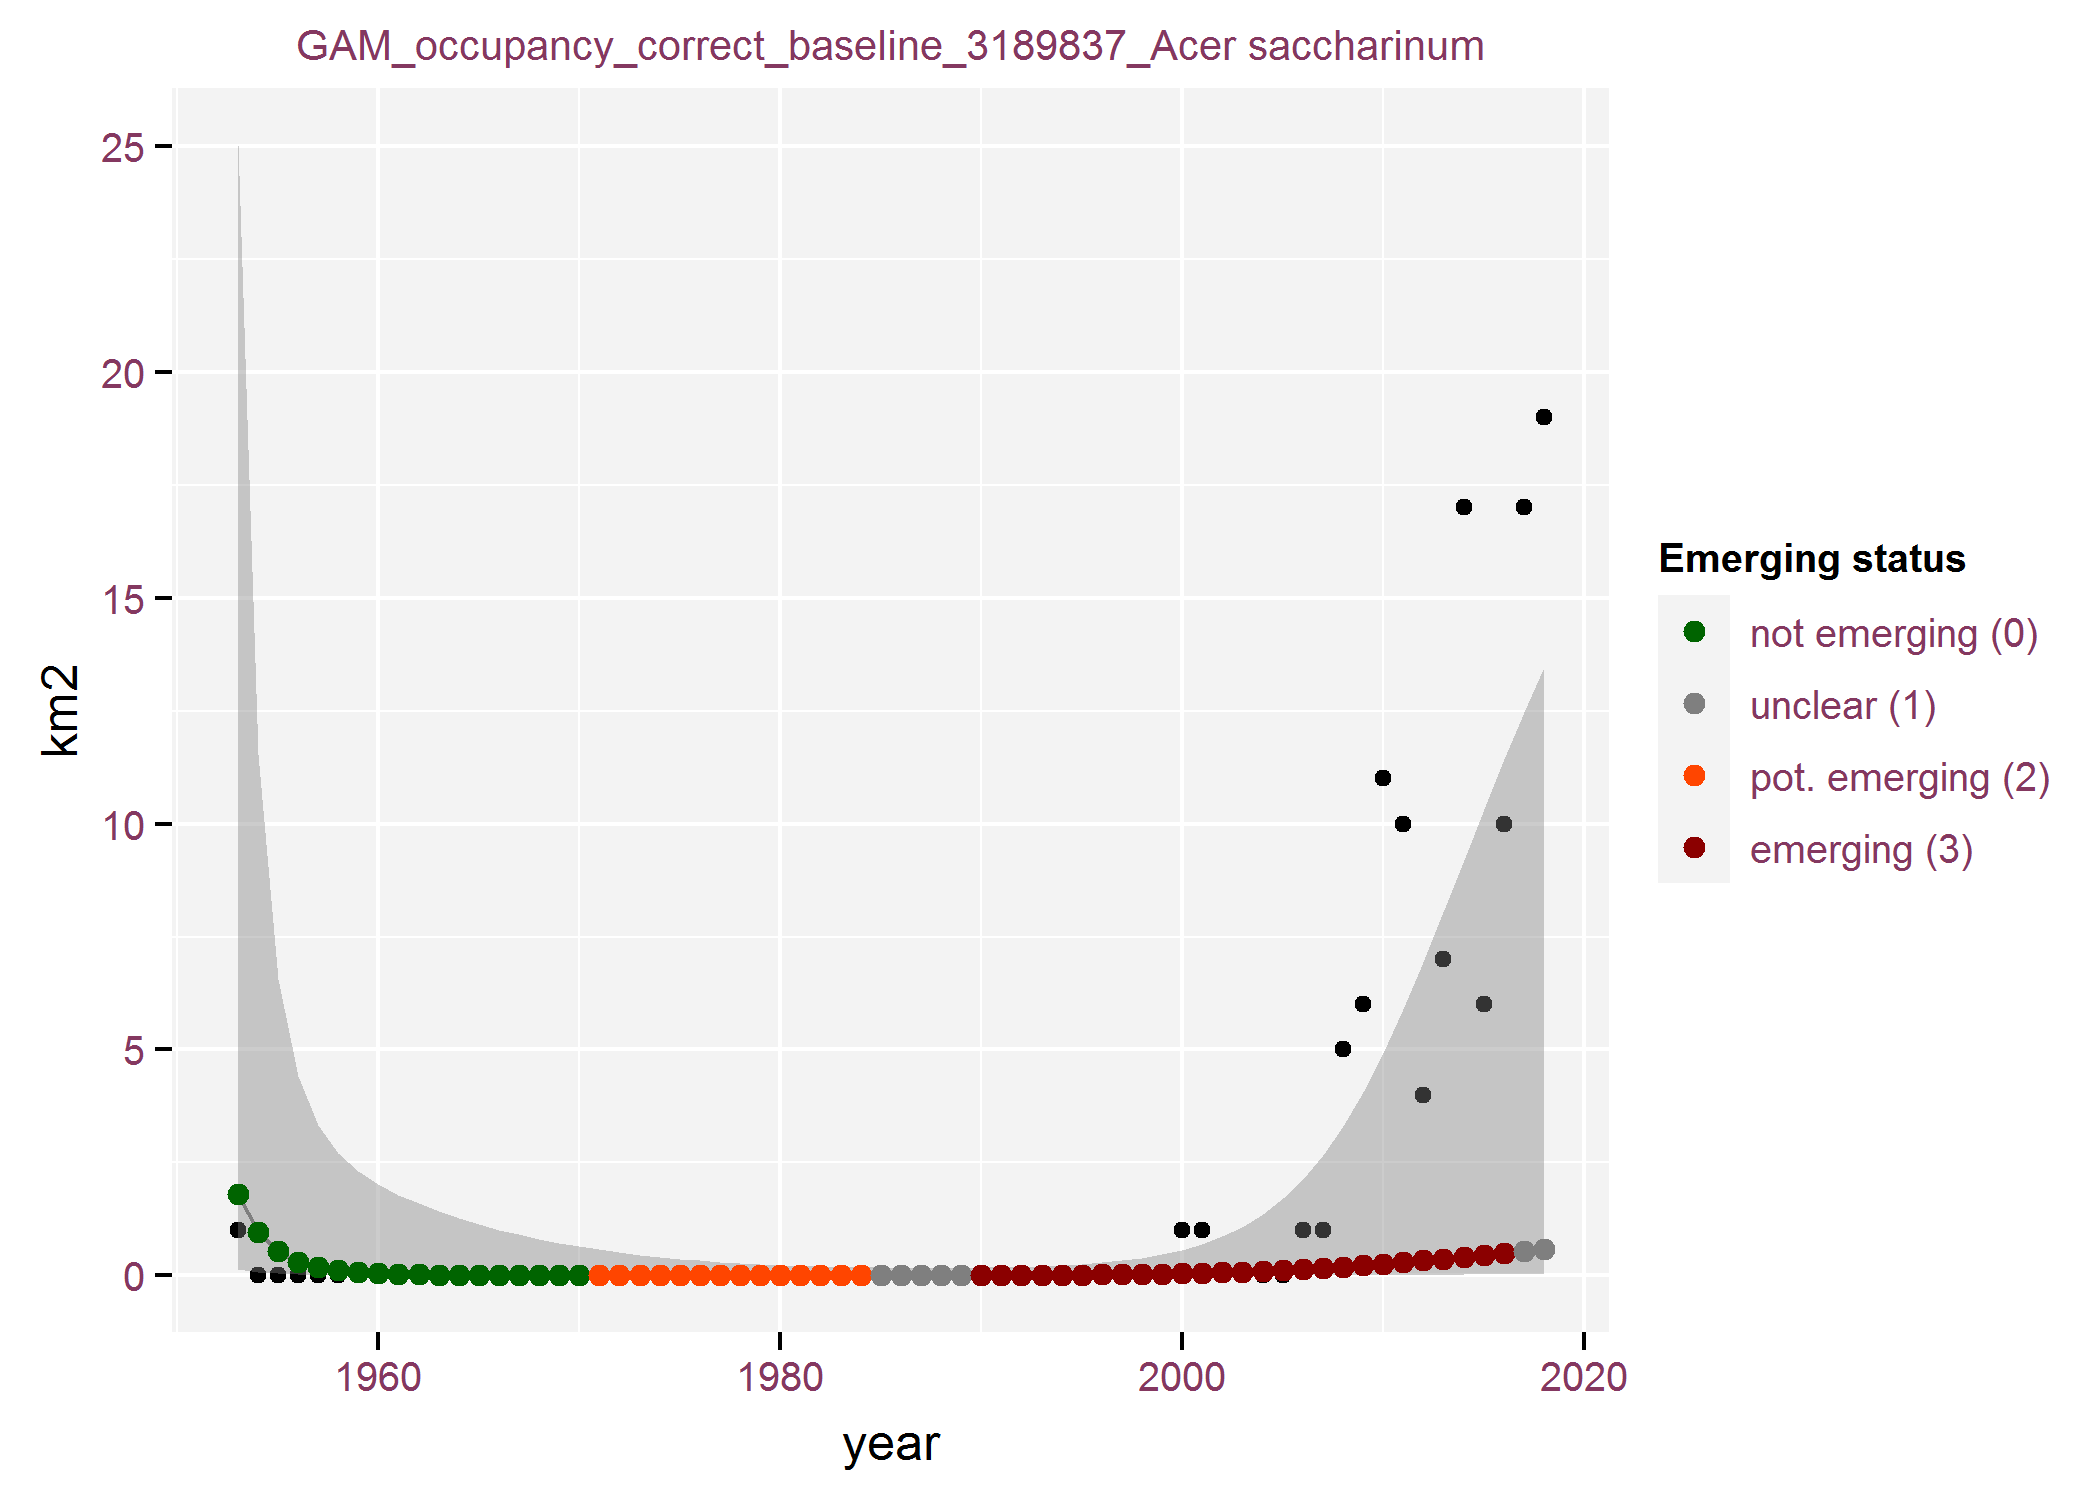 GAM_occupancy_correct_baseline_3189837_Acer saccharinum
25
20
15
10
5
0
km2
1960 1980 2000 2020
year
Emerging status
not emerging (0)
unclear (1)
pot. emerging (2)
emerging (3)